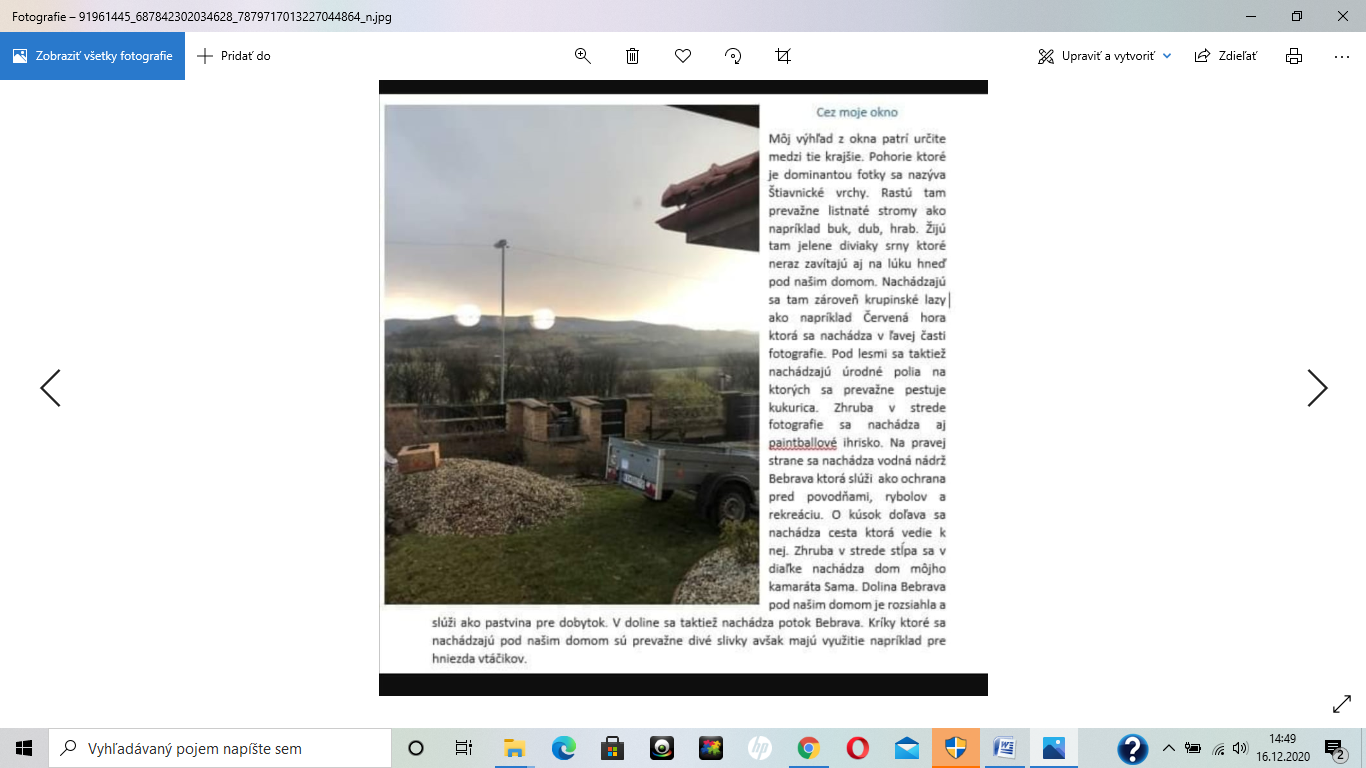 Fotografie – 91961445_687842302034628_7879717013227044864_n.jpg
Zobraziť všetky fotografie
Pridať do
Upraviť a vytvoriť
Zdieľať
Cez moje okno
Môj výhľad z okna patrí určite
medzi tie krajšie. Pohorie ktoré
je dominantou fotky sa nazýva
Štiavnické vrchy. Rastú tam
prevažne listnaté stromy ako
napríklad buk, dub, hrab. Žijú
tam jelene diviaky srny ktoré
neraz zavítajú aj na lúku hneď
pod našim domom. Nachádzajú
sa tam zároveň krupinské lazy
ako napríklad Červená hora
ktorá sa nachádza v ľavej časti
fotografie. Pod lesmi sa taktiež
nachádzajú úrodné polia na
ktorých sa prevažne pestuje
kukurica. Zhruba v strede
fotografie sa nachádza aj
paintballové ihrisko. Na pravej
strane sa nachádza vodná nádrž
Bebrava ktorá slúži ako ochrana
pred povodňami, rybolov a
rekreáciu. O kúsok doľava sa
nachádza cesta ktorá vedie k
nej. Zhruba v strede stĺpa sa v
diaľke nachádza dom môjho
kamaráta Sama. Dolina Bebrava
pod našim domom je rozsiahla a
slúži ako pastvina pre dobytok. V doline sa taktiež nachádza potok Bebrava. Kríky ktoré sa
nachádzajú pod našim domom sú prevažne divé slivky avšak majú využitie napríklad pre
hniezda vtáčikov.
Vyhľadávaný pojem napíšte sem
hp
14:49
16.12.2020
2